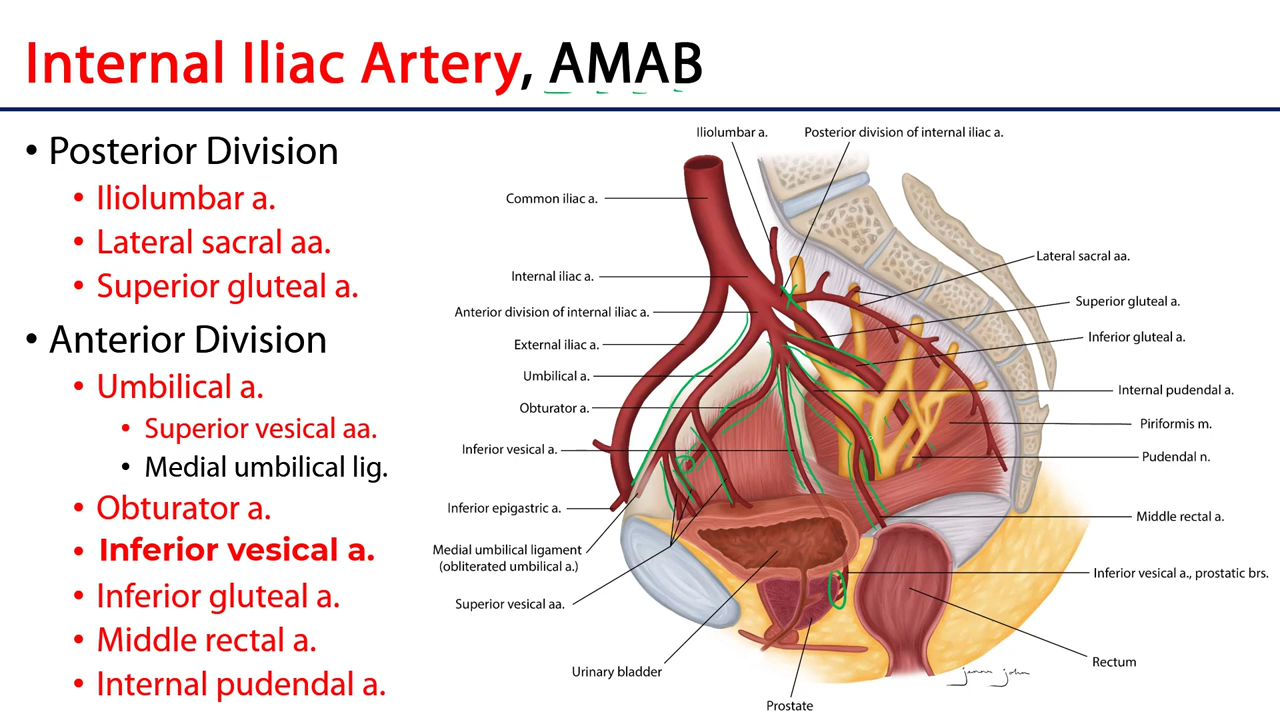 Internal Iliac Artery, AMAB
• Posterior Division
• Iliolumbar a.
• Lateral sacral aa.
• Superior gluteal a.
• Anterior Division
• Umbilical a.
• Superior vesical aa.
• Medial umbilical lig.
• Obturator a.
• Inferior vesical a.
• Inferior gluteal a.
• Middle rectal a.
• Internal pudendal a.
Iliolumbar a.
Posterior division of internal iliac a.
Common iliac a.
Internal iliac a.
Anterior division of internal iliac a.
External iliac a.
Umbilical a.
Obturator a.
Inferior vesical a.
Inferior epigastric a.
Medial umbilical ligament
(obliterated umbilical a.)
Superior vesical aa.
Urinary bladder
Prostate
Lateral sacral aa.
Superior gluteal a.
Inferior gluteal a.
Internal pudendal a.
Piriformis m.
Pudendal n.
Middle rectal a.
Inferior vesical a., prostatic brs.
Rectum